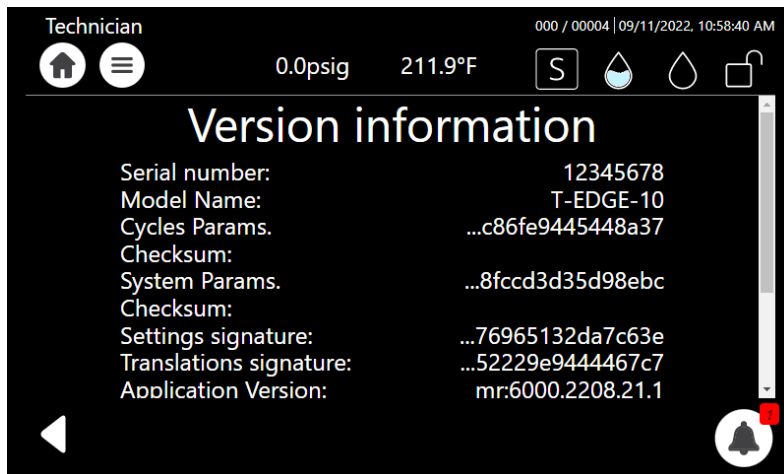 Technician 000 / 00004 | 09/11/2022, 10:58:40 AM
0.0psig 211.9°F S
Version information
Serial number: 12345678
Model Name: T-EDGE-10
Cycles Params. ...c86fe9445448a37
Checksum:
System Params. ...8fccd3d35d98ebc
Checksum:
Settings signature: ...76965132da7c63e
Translations signature: ...52229e9444467c7
Application Version: mr:6000.2208.21.1
1